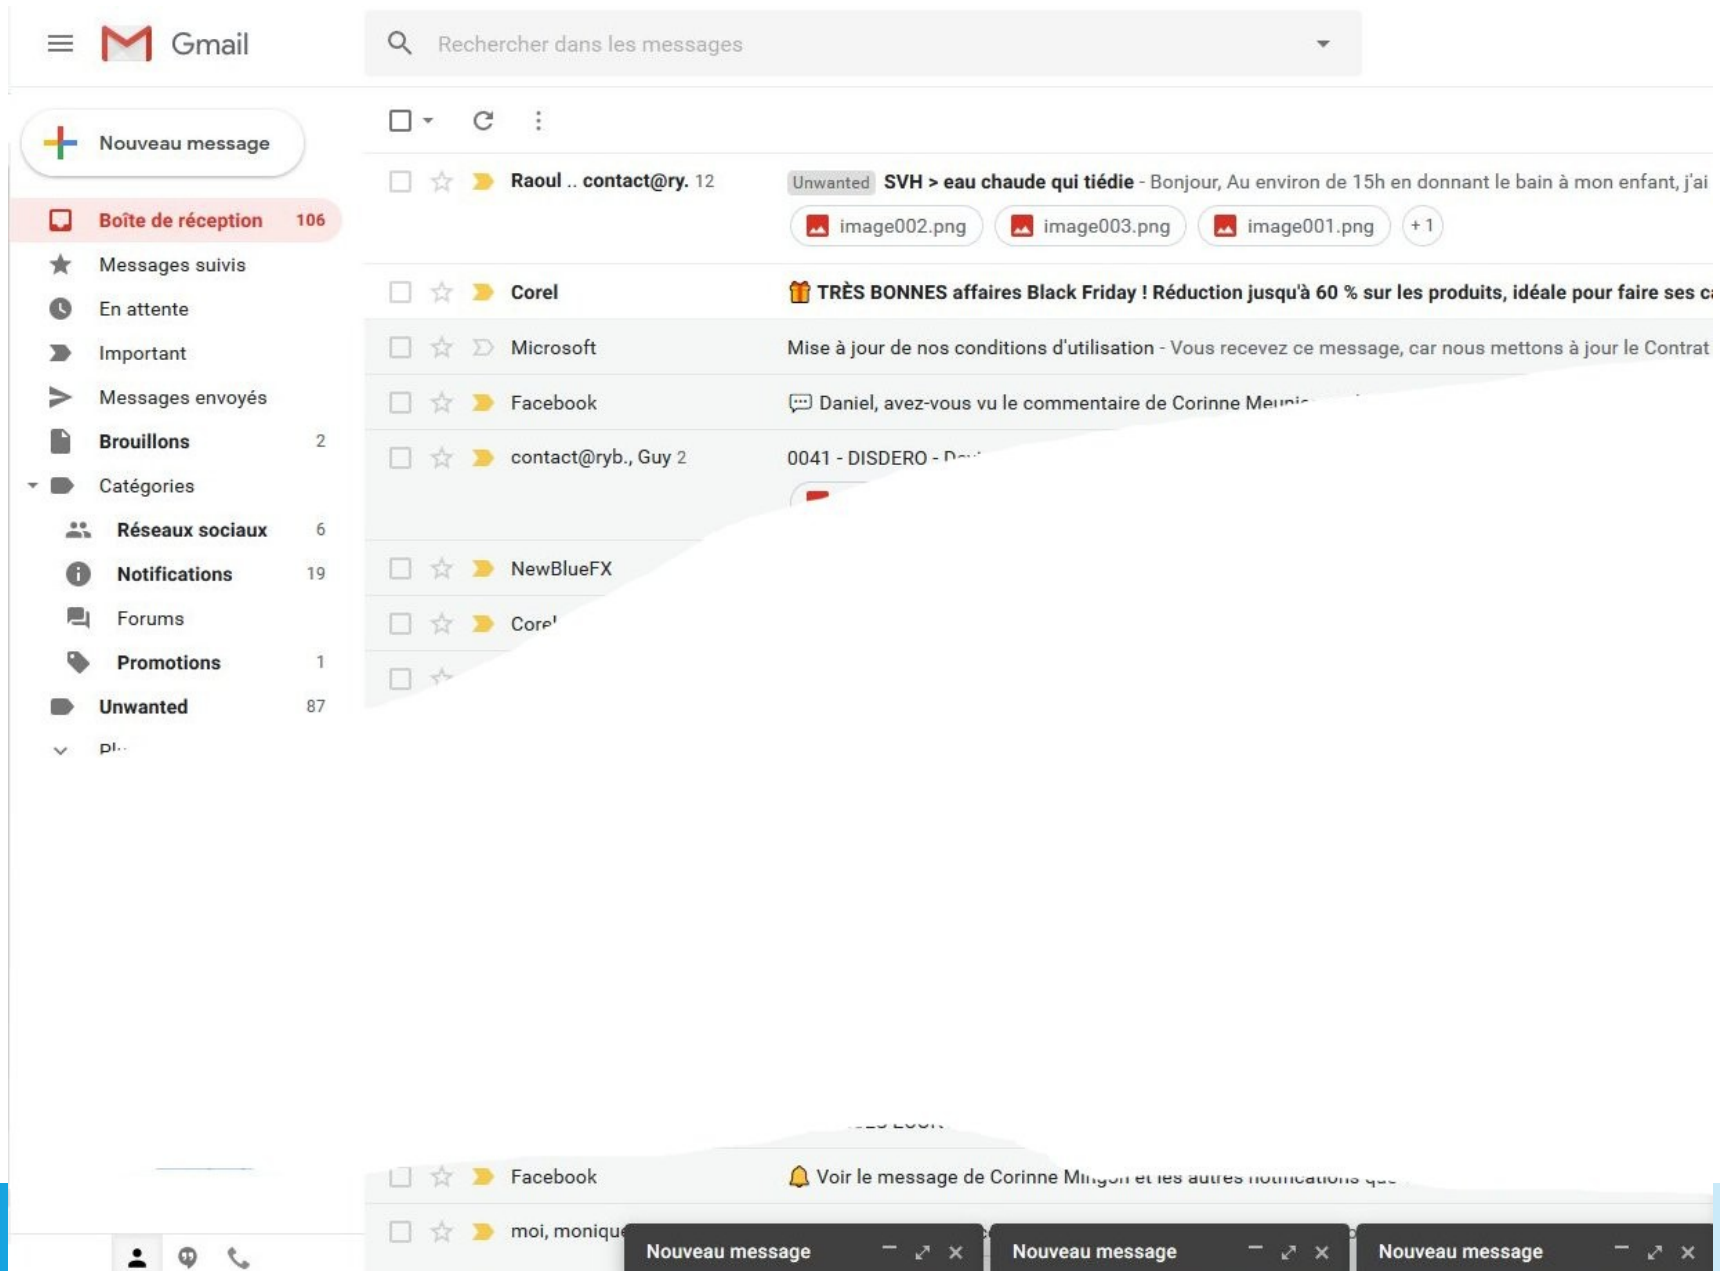 Gmail
Rechercher dans les messages
Nouveau message
Boîte de réception 106
Messages suivis
En attente
Important
Messages envoyés
Brouillons 2
Catégories
Réseaux sociaux 6
Notifications 19
Forums
Promotions 1
Unwanted 87
Raoul .. contact@ry. 12 Unwanted SVH > eau chaude qui tiédie - Bonjour, Au environ de 15h en donnant le bain à mon enfant, j'ai
image002.png image003.png image001.png +1
Corel TRÈS BONNES affaires Black Friday ! Réduction jusqu'à 60 % sur les produits, idéale pour faire ses
Microsoft Mise à jour de nos conditions d'utilisation - Vous recevez ce message, car nous mettons à jour le Contrat
Facebook Daniel, avez-vous vu le commentaire de Corinne
contact@ryb., Guy 2 0041 - DISDERO -
NewBlueFX
Corel
Facebook Voir le message de Corinne Mingon et les autres notifications
moi, monique
Nouveau message Nouveau message Nouveau message